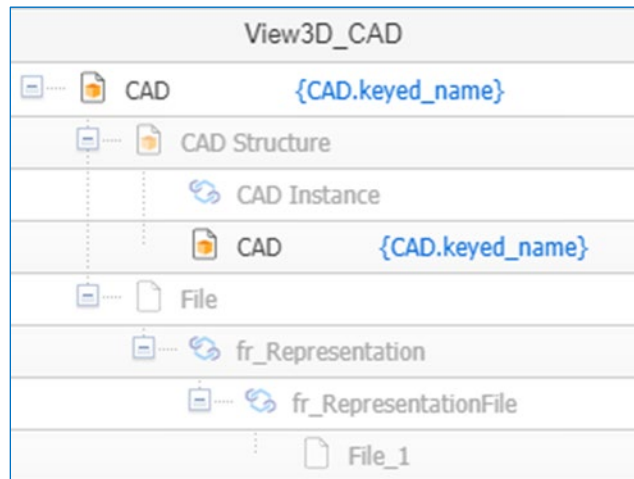 View3D_CAD
CAD {CAD.keyed_name}
CAD Structure
CAD Instance
CAD {CAD.keyed_name}
File
fr_Representation
fr_RepresentationFile
File_1